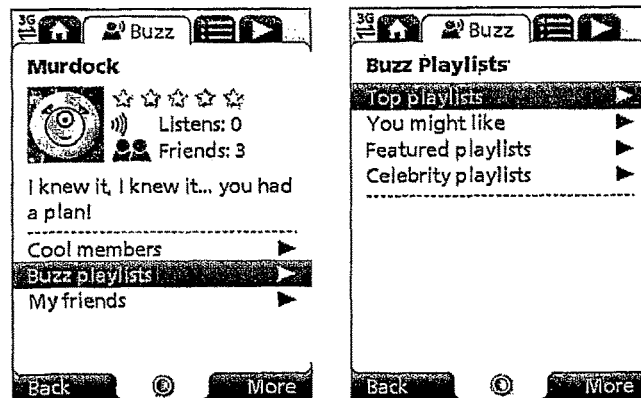 3G
Buzz
Murdock
Listens: 0
Friends: 3
I knew it, I knew it... you had
a plan!
Cool members
Buzz playlists
My friends
Back
More
3G
Buzz
Buzz Playlists
Top playlists
You might like
Featured playlists
Celebrity playlists
Back
More